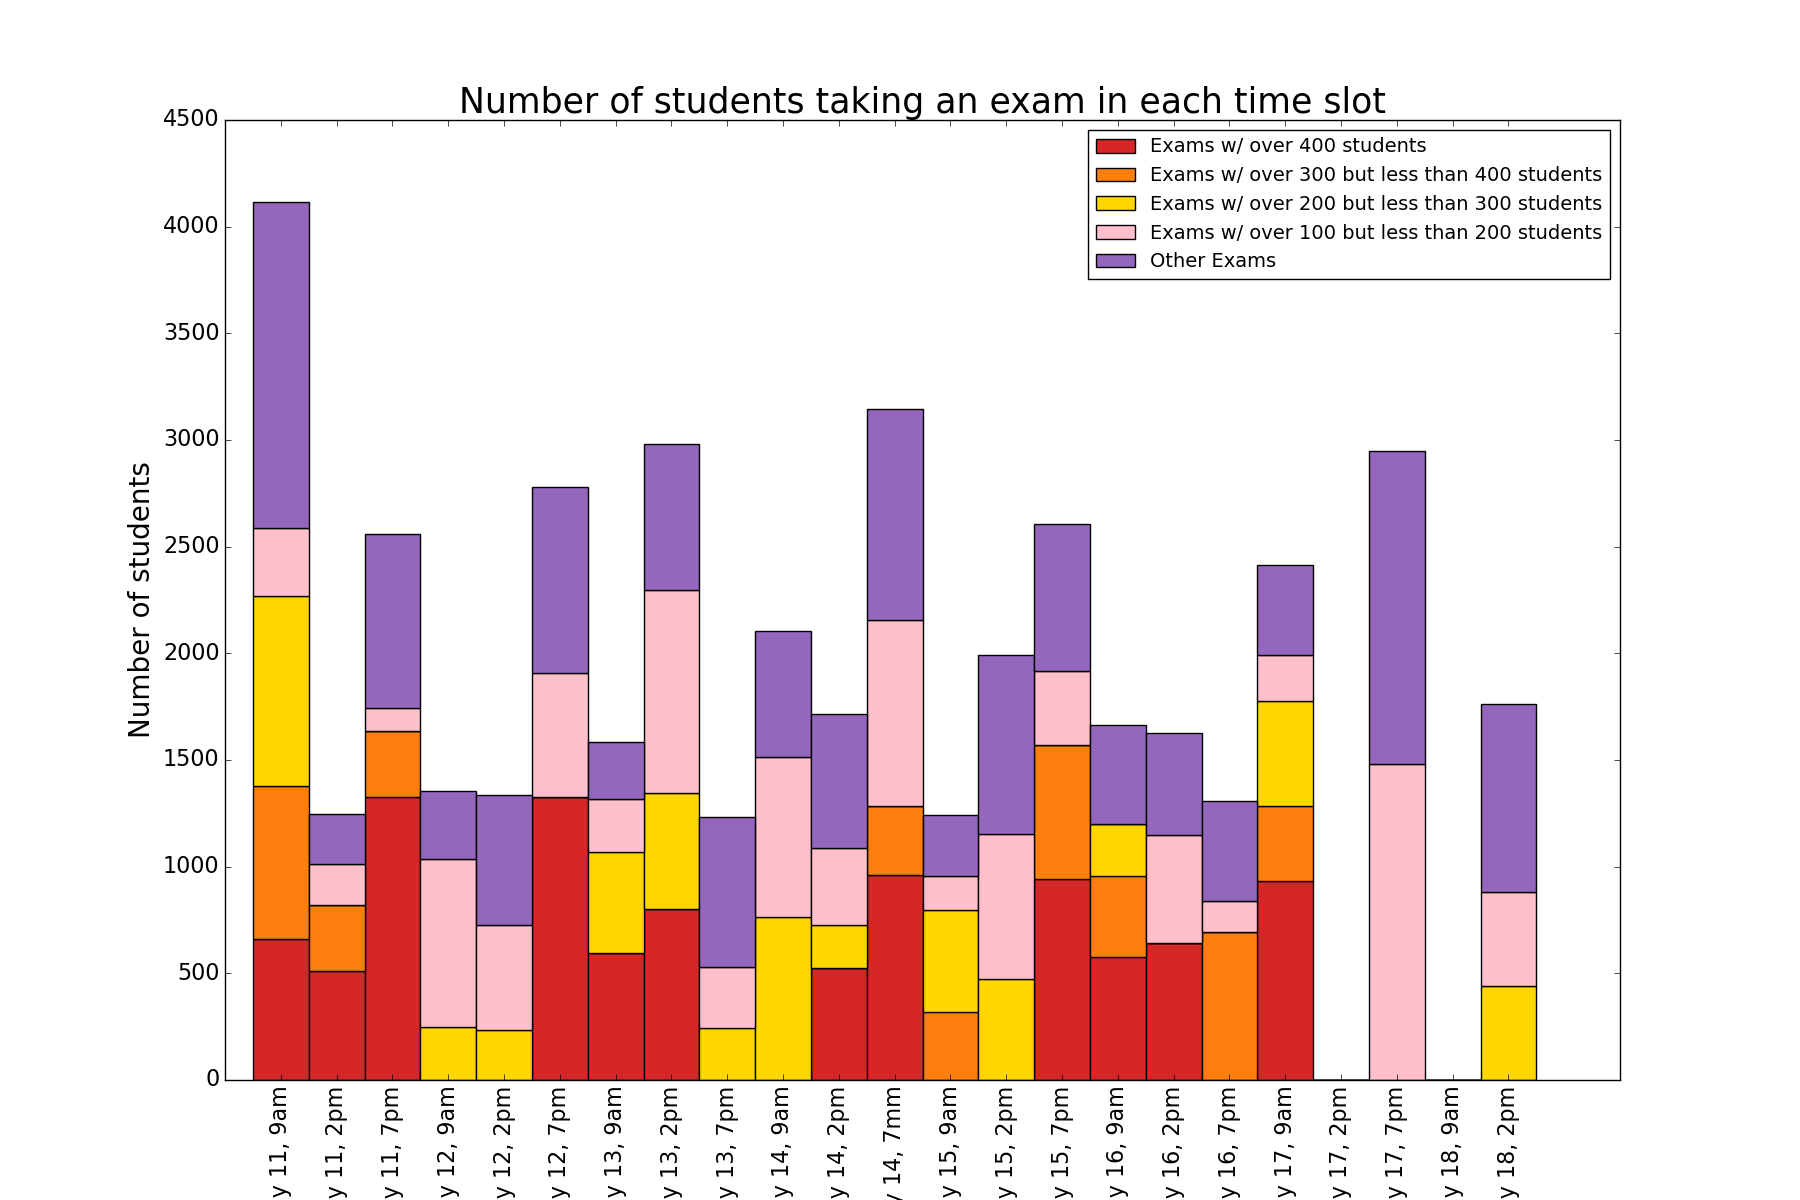 Number of students taking an exam in each time slot
Number of students
4500
4000
3500
3000
2500
2000
1500
1000
500
0
Exams w/ over 400 students
Exams w/ over 300 but less than 400 students
Exams w/ over 200 but less than 300 students
Exams w/ over 100 but less than 200 students
Other Exams
y 11, 9am
y 11, 2pm
y 11, 7pm
y 12, 9am
y 12, 2pm
y 12, 7pm
y 13, 9am
y 13, 2pm
y 13, 7pm
y 14, 9am
y 14, 2pm
y 14, 7mm
y 15, 9am
y 15, 2pm
y 15, 7pm
y 16, 9am
y 16, 2pm
y 16, 7pm
y 17, 9am
y 17, 2pm
y 17, 7pm
y 18, 9am
y 18, 2pm